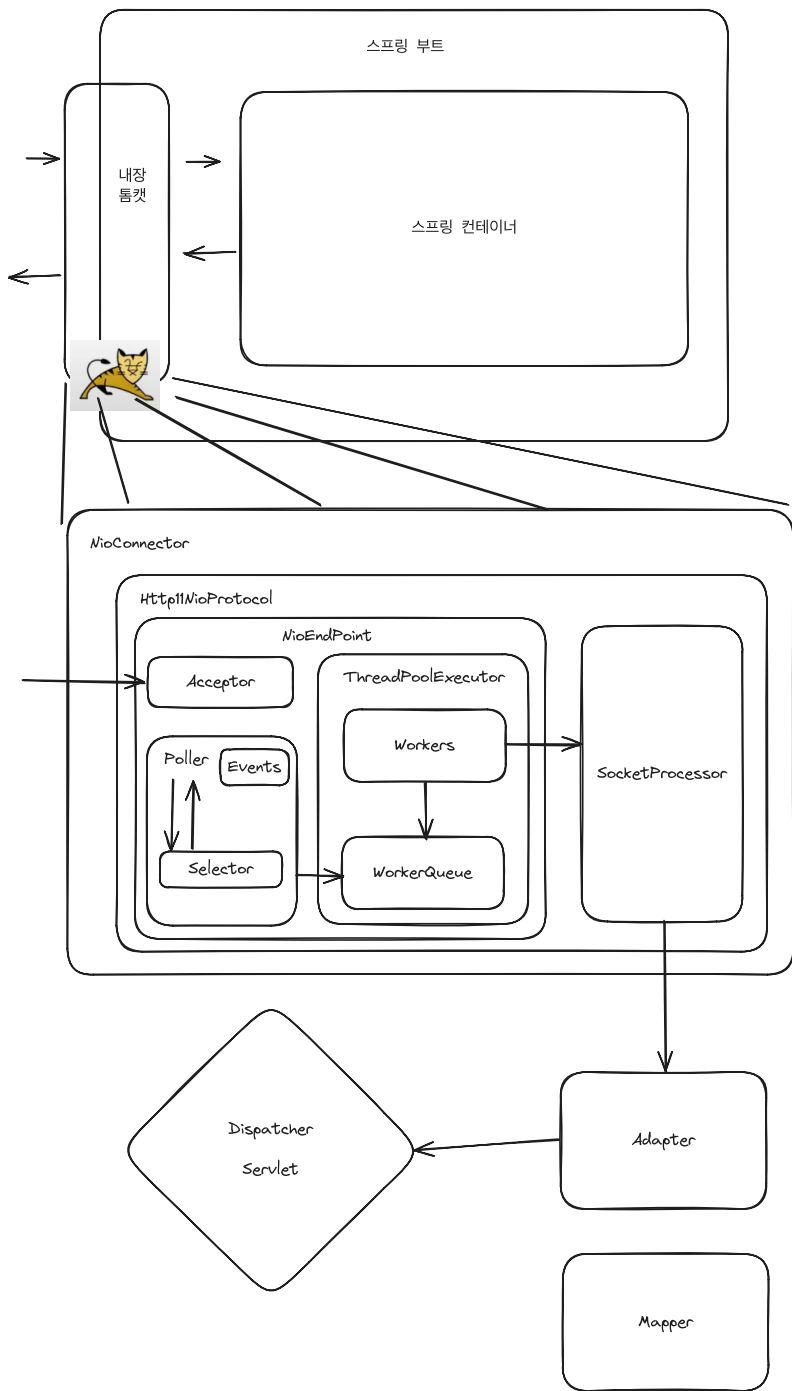 스프링 부트
내장
톰캣
스프링 컨테이너
NioConnector
Http11NioProtocol
NioEndPoint
Acceptor
ThreadPoolExecutor
Poller
Events
Workers
Selector
WorkerQueue
SocketProcessor
Dispatcher
Servlet
Adapter
Mapper